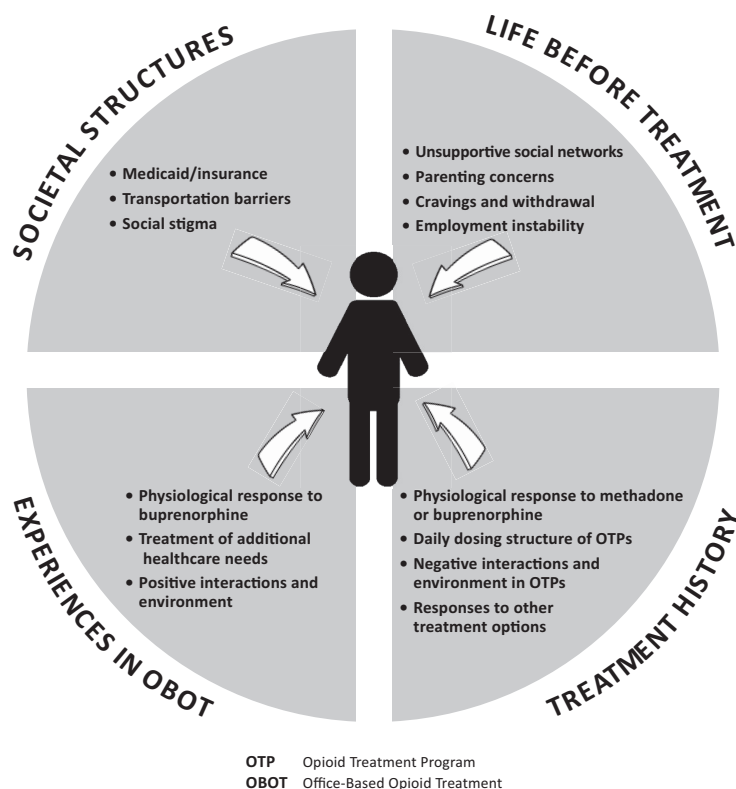 SOCIETAL STRUCTURES
• Medicaid/insurance
• Transportation barriers
• Social stigma
LIFE BEFORE TREATMENT
• Unsupportive social networks
• Parenting concerns
• Cravings and withdrawal
• Employment instability
EXPERIENCES IN OBOT
• Physiological response to
buprenorphine
• Treatment of additional
healthcare needs
• Positive interactions and
environment
TREATMENT HISTORY
• Physiological response to methadone
or buprenorphine
• Daily dosing structure of OTPs
• Negative interactions and
environment in OTPs
• Responses to other
treatment options
OTP Opioid Treatment Program
OBOT Office-Based Opioid Treatment